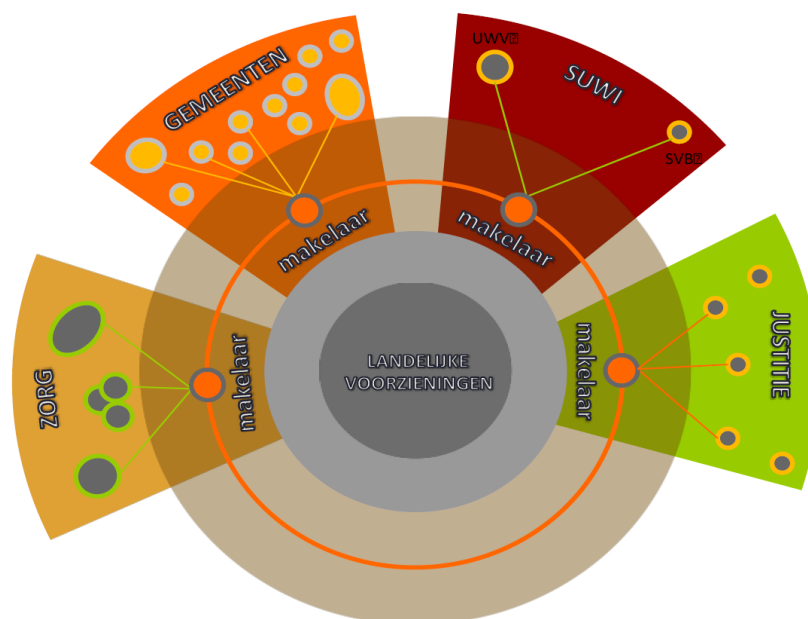 GEMEENTEN
makelaar
UWV
SUWI
SVB
makelaar
ZORG
makelaar
LANDELIJKE
VOORZIENINGEN
makelaar
JUSTITIE